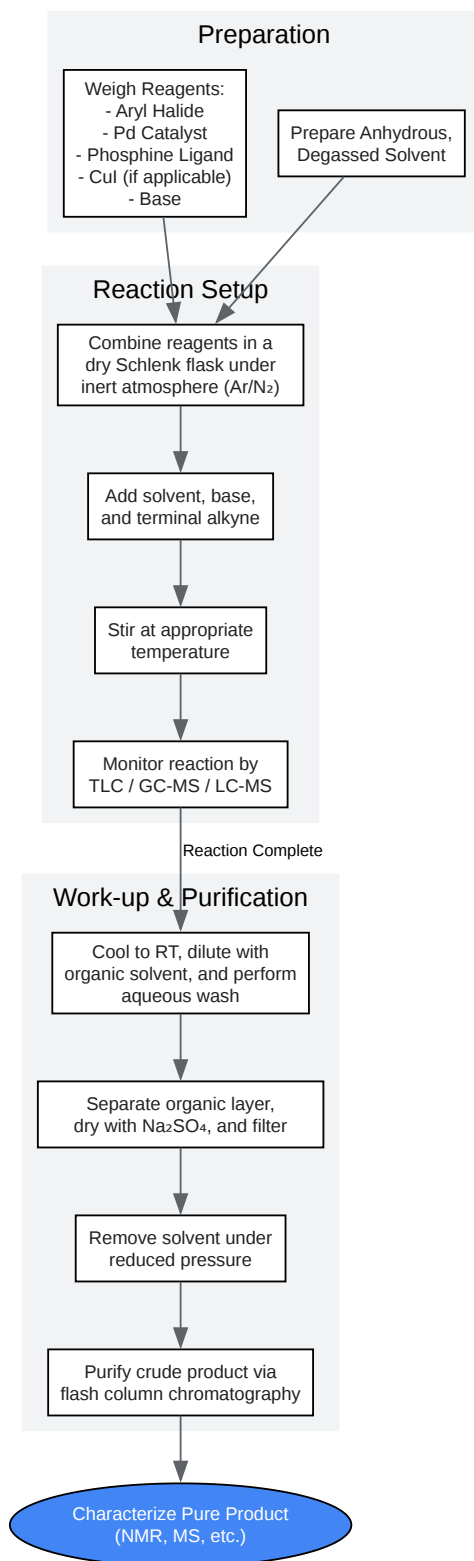 Preparation
Weigh Reagents:
- Aryl Halide
- Pd Catalyst
- Phosphine Ligand
- CuI (if applicable)
- Base
Prepare Anhydrous,
Degassed Solvent
Reaction Setup
Combine reagents in a
dry Schlenk flask under
inert atmosphere (Ar/N₂)
Add solvent, base,
and terminal alkyne
Stir at appropriate
temperature
Monitor reaction by
TLC / GC-MS / LC-MS
Reaction Complete
Work-up & Purification
Cool to RT, dilute with
organic solvent, and perform
aqueous wash
Separate organic layer,
dry with Na₂SO₄, and filter
Remove solvent under
reduced pressure
Purify crude product via
flash column chromatography
Characterize Pure Product
(NMR, MS, etc.)